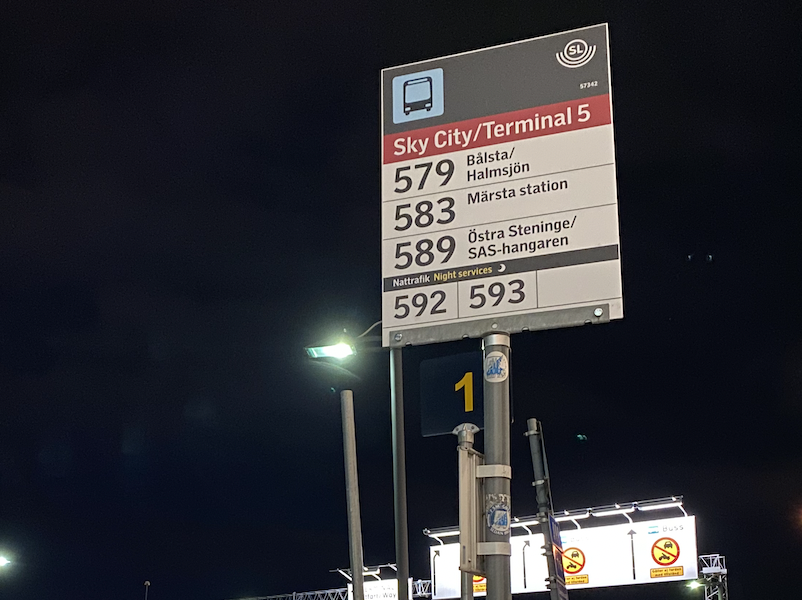 SL
57342
Sky City/Terminal 5
579 Bålsta/
Halmsjön
583 Märsta station
589 Östra Steninge/
SAS-hangaren
Nattrafik Night services
592 593
1
Buss